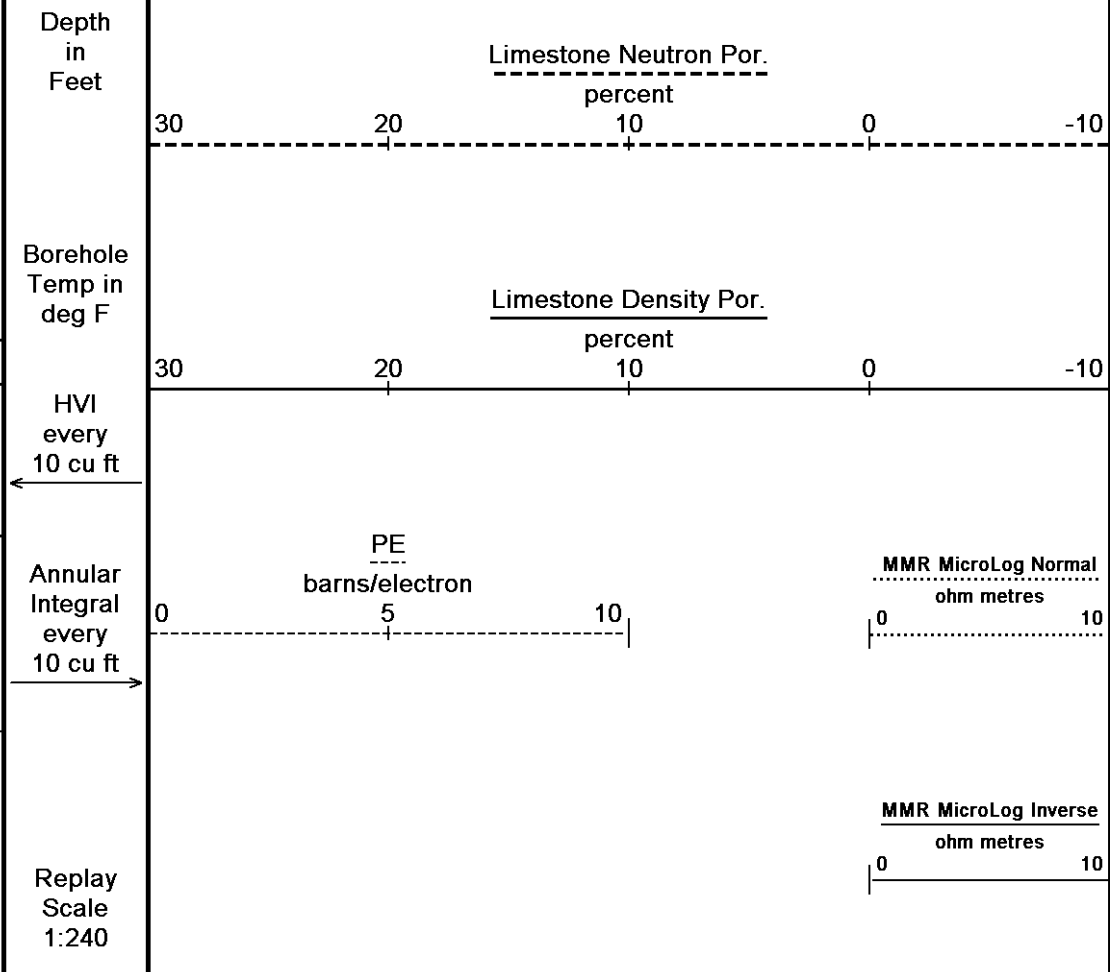 Depth
in
Feet
Borehole
Temp in
deg F
HVI
every
10 cu ft
Annular
Integral
every
10 cu ft
Replay
Scale
1:240
Limestone Neutron Por.
percent
30 20 10 0 -10
Limestone Density Por.
percent
30 20 10 0 -10
PE
barns/electron
0 5 10
MMR MicroLog Normal
ohm metres
0 10
MMR MicroLog Inverse
ohm metres
0 10